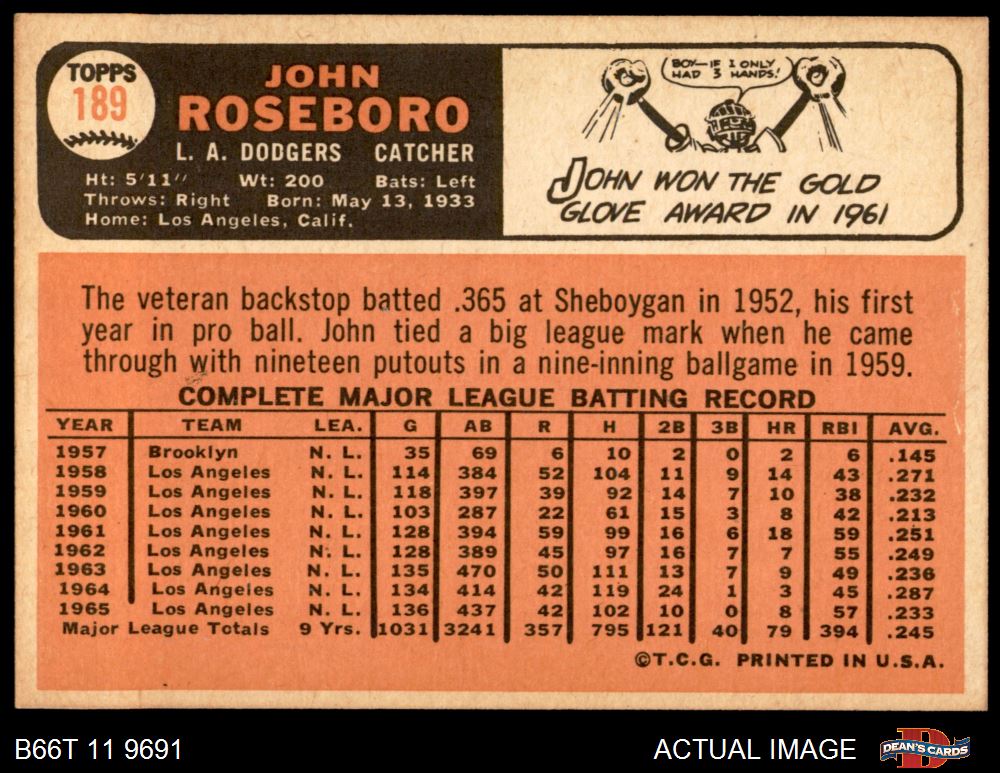 TOPPS
189
JOHN
ROSEBORO
L. A. DODGERS CATCHER
Ht: 5'11" Wt: 200 Bats: Left
Throws: Right Born: May 13, 1933
Home: Los Angeles, Calif.
BOY—IF I ONLY
HAD 3 HANDS!
JOHN WON THE GOLD
GLOVE AWARD IN 1961
The veteran backstop batted .365 at Sheboygan in 1952, his first
year in pro ball. John tied a big league mark when he came
through with nineteen putouts in a nine-inning ballgame in 1959.
COMPLETE MAJOR LEAGUE BATTING RECORD
YEAR TEAM LEA. G AB R H 2B 3B HR RBI AVG.
1957 Brooklyn N. L. 35 69 6 10 2 0 2 6 .145
1958 Los Angeles N. L. 114 384 52 104 11 9 14 43 .271
1959 Los Angeles N. L. 118 397 39 92 14 7 10 38 .232
1960 Los Angeles N. L. 103 287 22 61 15 3 8 42 .213
1961 Los Angeles N. L. 128 394 59 99 16 6 18 59 .251
1962 Los Angeles N. L. 128 389 45 97 16 7 7 55 .249
1963 Los Angeles N. L. 135 470 50 111 13 7 9 49 .236
1964 Los Angeles N. L. 134 414 42 119 24 1 3 45 .287
1965 Los Angeles N. L. 136 437 42 102 10 0 8 57 .233
Major League Totals 9 Yrs. 1031 3241 357 795 121 40 79 394 .245
©T.C.G. PRINTED IN U.S.A.
B66T 11 9691 ACTUAL IMAGE DEAN'S CARDS